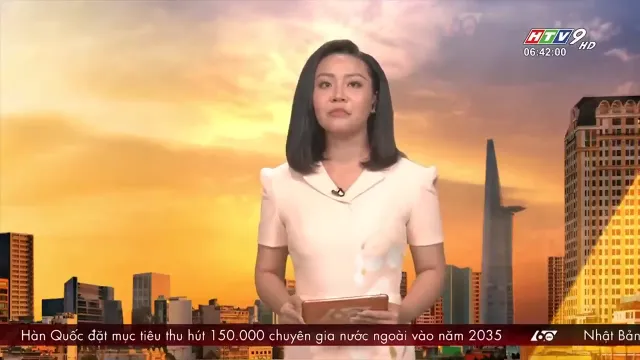 HTV9 HD
06:42:00
Hàn Quốc đặt mục tiêu thu hút 150.000 chuyên gia nước ngoài vào năm 2035
Nhật Bản